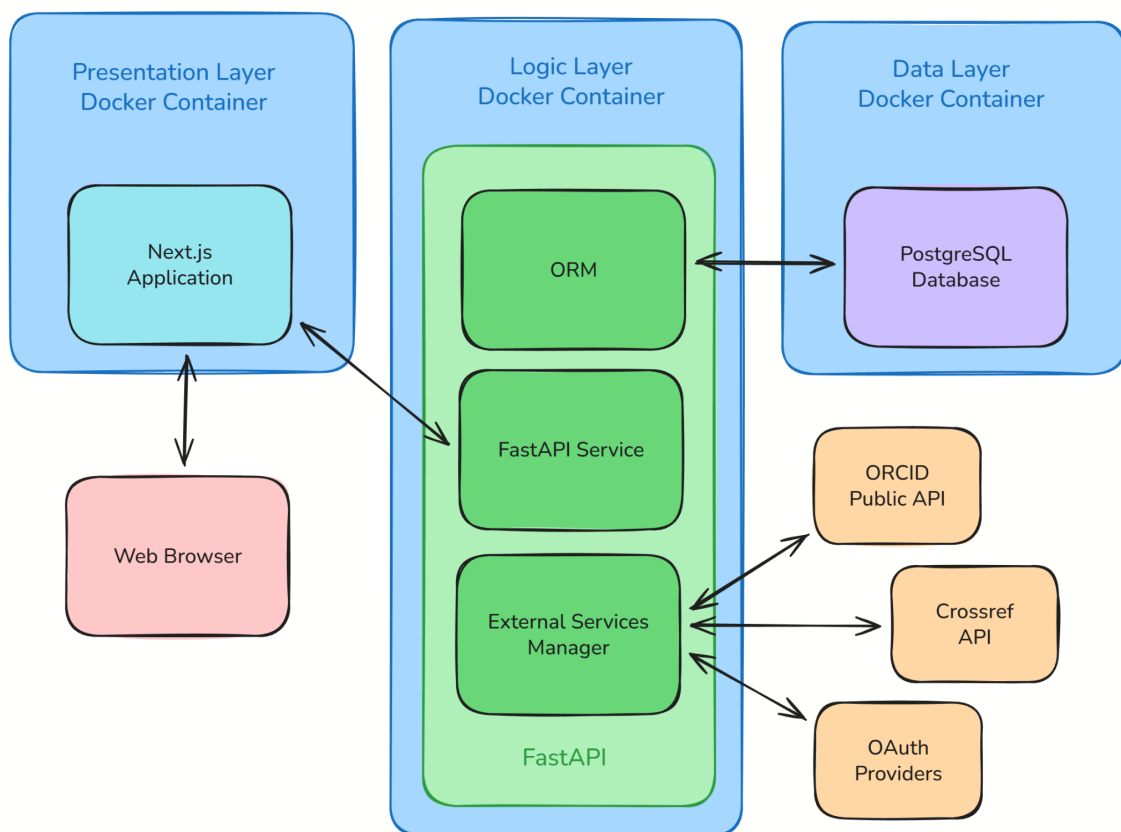 Presentation Layer
Docker Container
Next.js
Application
Web Browser
Logic Layer
Docker Container
ORM
FastAPI Service
External Services
Manager
FastAPI
Data Layer
Docker Container
PostgreSQL
Database
ORCID
Public API
Crossref
API
OAuth
Providers